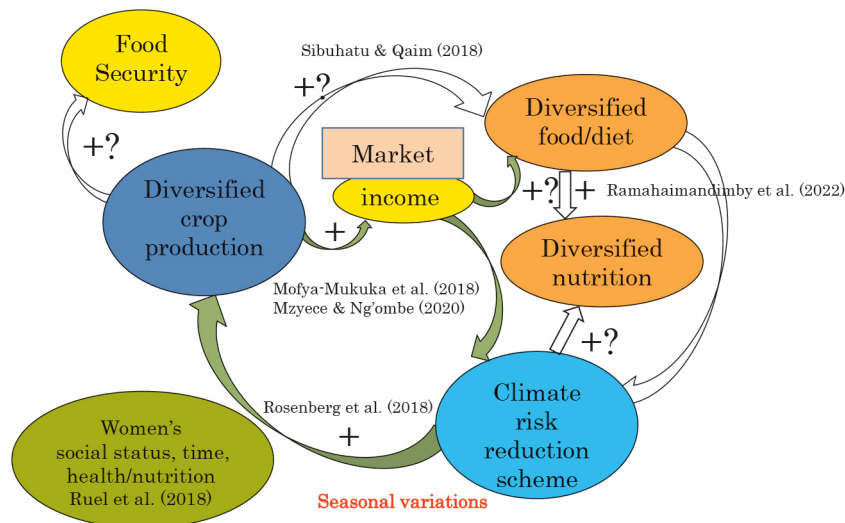 Food
Security
Sibuhatu & Qaim (2018)
+?
+?
Diversified
food/diet
Market
income
Diversified
crop
production
+
+?
+
Ramahaimandimby et al. (2022)
Diversified
nutrition
Mofya-Mukuka et al. (2018)
Mzyece & Ng'ombe (2020)
+?
Climate
risk
reduction
scheme
Rosenberg et al. (2018)
+
Women's
social status, time,
health/nutrition
Ruel et al. (2018)
Seasonal variations